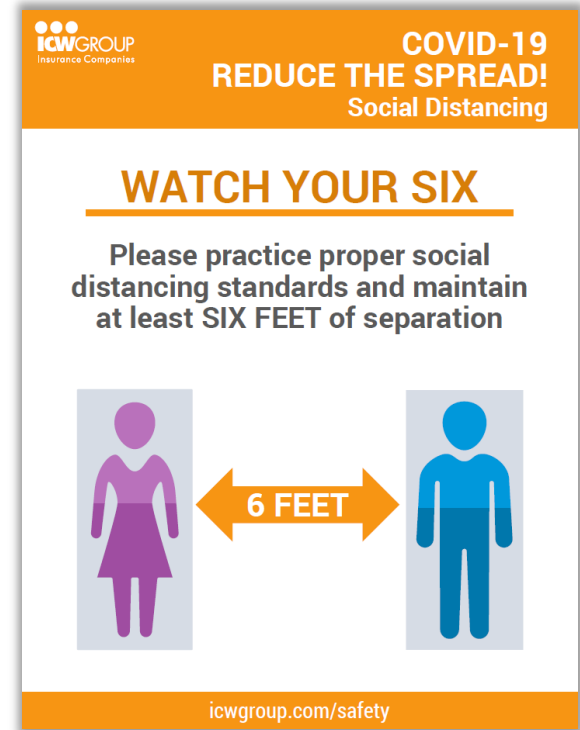 ICWGROUP
Insurance Companies
COVID-19
REDUCE THE SPREAD!
Social Distancing
WATCH YOUR SIX
Please practice proper social
distancing standards and maintain
at least SIX FEET of separation
6 FEET
icwgroup.com/safety